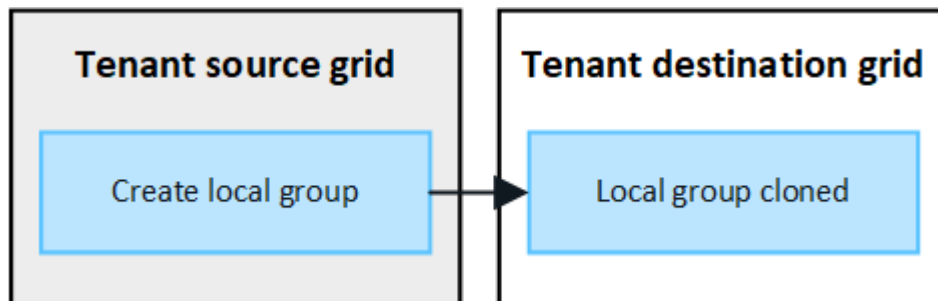 Tenant source grid
Tenant destination grid
Create local group
Local group cloned